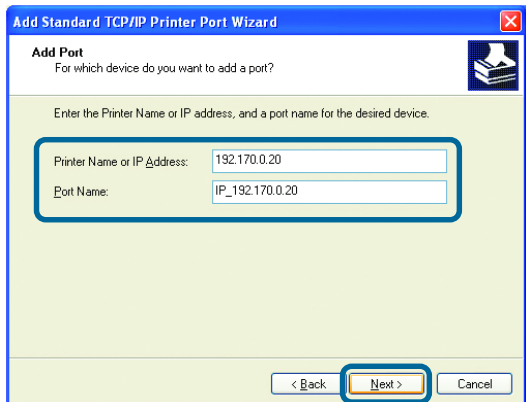 Add Standard TCP/IP Printer Port Wizard
Add Port
For which device do you want to add a port?
Enter the Printer Name or IP address, and a port name for the desired device.
Printer Name or IP Address: 192.170.0.20
Port Name: IP_192.170.0.20
< Back Next > Cancel